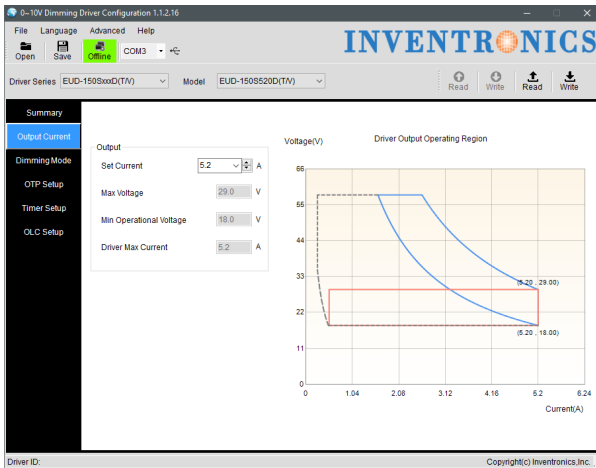 0~10V Dimming Driver Configuration 1.1.2.16
File Language Advanced Help
Open Save Offline COM3
INVENTRONICS
Driver Series EUD-150SxxxD(T/V) Model EUD-150S520D(T/V)
Read Write Read Write
Summary
Output Current
Dimming Mode
OTP Setup
Timer Setup
OLC Setup
Output
Set Current 5.2 A
Max Voltage 29.0 V
Min Operational Voltage 18.0 V
Driver Max Current 5.2 A
Voltage(V) Driver Output Operating Region
66
55
44
33
22
11
0
(5.20 , 29.00)
(5.20 , 18.00)
0 1.04 2.08 3.12 4.16 5.2 6.24
Current(A)
Driver ID: Copyright(c) Inventronics,Inc.